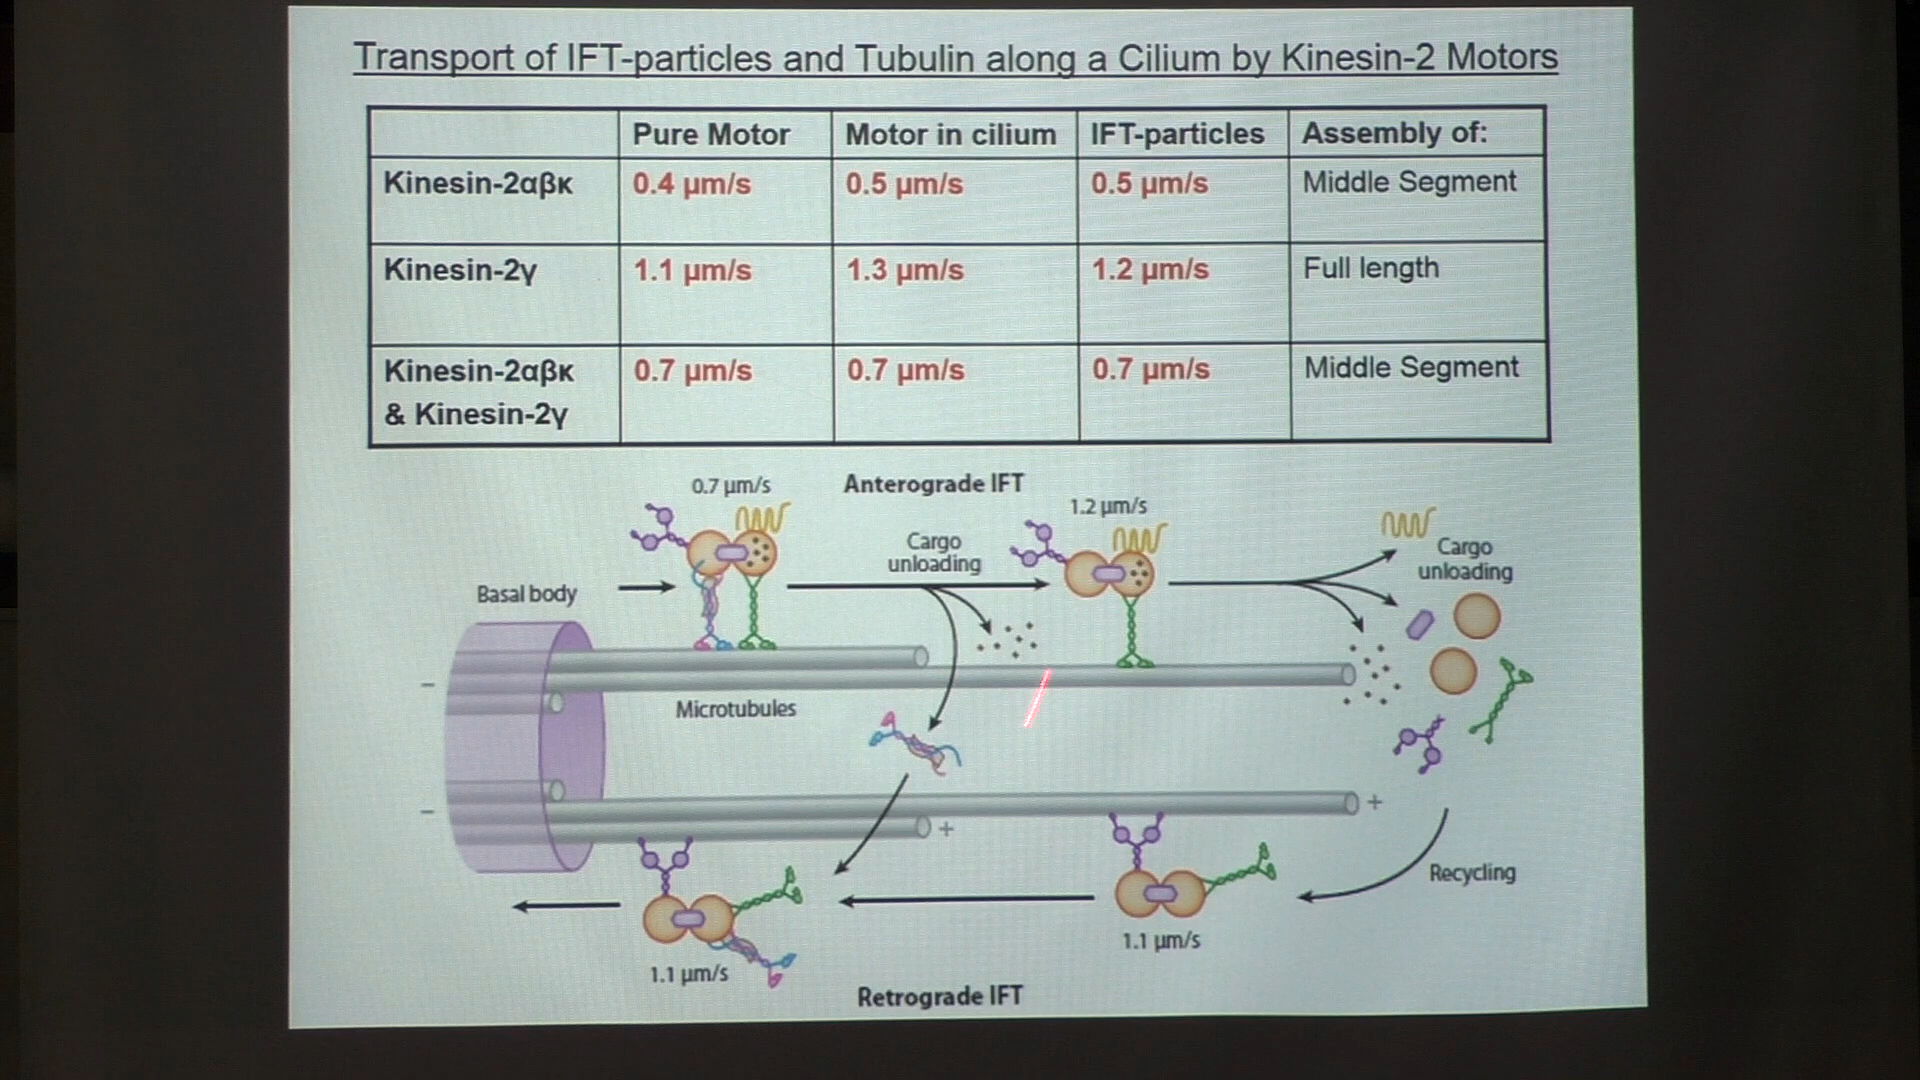 Transport of IFT-particles and Tubulin along a Cilium by Kinesin-2 Motors
Pure Motor Motor in cilium IFT-particles Assembly of:
Kinesin-2αβκ 0.4 µm/s 0.5 µm/s 0.5 µm/s Middle Segment
Kinesin-2γ 1.1 µm/s 1.3 µm/s 1.2 µm/s Full length
Kinesin-2αβκ 0.7 µm/s 0.7 µm/s 0.7 µm/s Middle Segment
& Kinesin-2γ
0.7 µm/s
Anterograde IFT
1.2 µm/s
Cargo
unloading
Cargo
unloading
Basal body
−
Microtubules
−
+
+
Recycling
1.1 µm/s
1.1 µm/s
Retrograde IFT